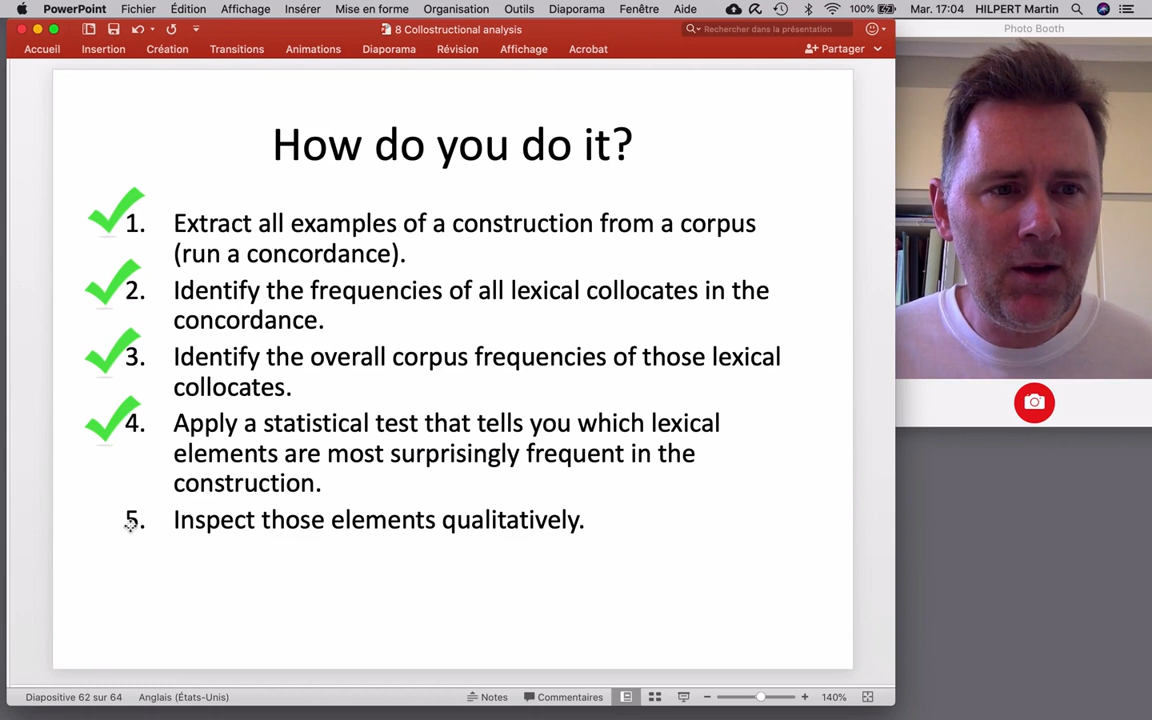 PowerPoint Fichier Édition Affichage Insérer Mise en forme Organisation Outils Diaporama Fenêtre Aide 100% Mar. 17:04 HILPERT Martin
8 Collostructional analysis
Rechercher dans la présentation
Photo Booth
Accueil Insertion Création Transitions Animations Diaporama Révision Affichage Acrobat Partager
How do you do it?
1. Extract all examples of a construction from a corpus
(run a concordance).
2. Identify the frequencies of all lexical collocates in the
concordance.
3. Identify the overall corpus frequencies of those lexical
collocates.
4. Apply a statistical test that tells you which lexical
elements are most surprisingly frequent in the
construction.
5. Inspect those elements qualitatively.
Diapositive 62 sur 64 Anglais (États-Unis) Notes Commentaires 140%